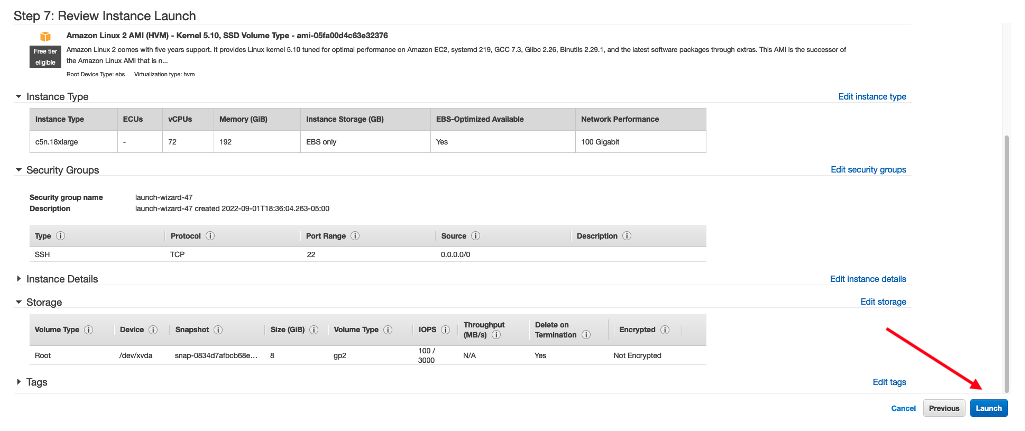 Step 7: Review Instance Launch
Amazon Linux 2 AMI (HVM) - Kernel 5.10, SSD Volume Type - ami-05fa00d4c63e32376
Free tier
eligible
Amazon Linux 2 comes with five years support. It provides Linux kernel 5.10 tuned for optimal performance on Amazon EC2, systemd 219, GCC 7.3, Glibc 2.26, Binutils 2.29.1, and the latest software packages through extras. This AMI is the successor of
the Amazon Linux AMI that is n...
Root Device Type: ebs Virtualization type: hvm
Instance Type Edit instance type
Instance Type ECUs vCPUs Memory (GiB) Instance Storage (GB) EBS-Optimized Available Network Performance
c5n.18xlarge - 72 192 EBS only Yes 100 Gigabit
Security Groups Edit security groups
Security group name launch-wizard-47
Description launch-wizard-47 created 2022-09-01T18:36:04.263-05:00
Type Protocol Port Range Source Description
SSH TCP 22 0.0.0.0/0
Instance Details Edit instance details
Storage Edit storage
Volume Type Device Snapshot Size (GiB) Volume Type IOPS Throughput (MB/s) Delete on Termination Encrypted
Root /dev/xvda snap-0834d7afocb68e... 8 gp2 100 / 3000 N/A Yes Not Encrypted
Tags Edit tags
Cancel Previous Launch